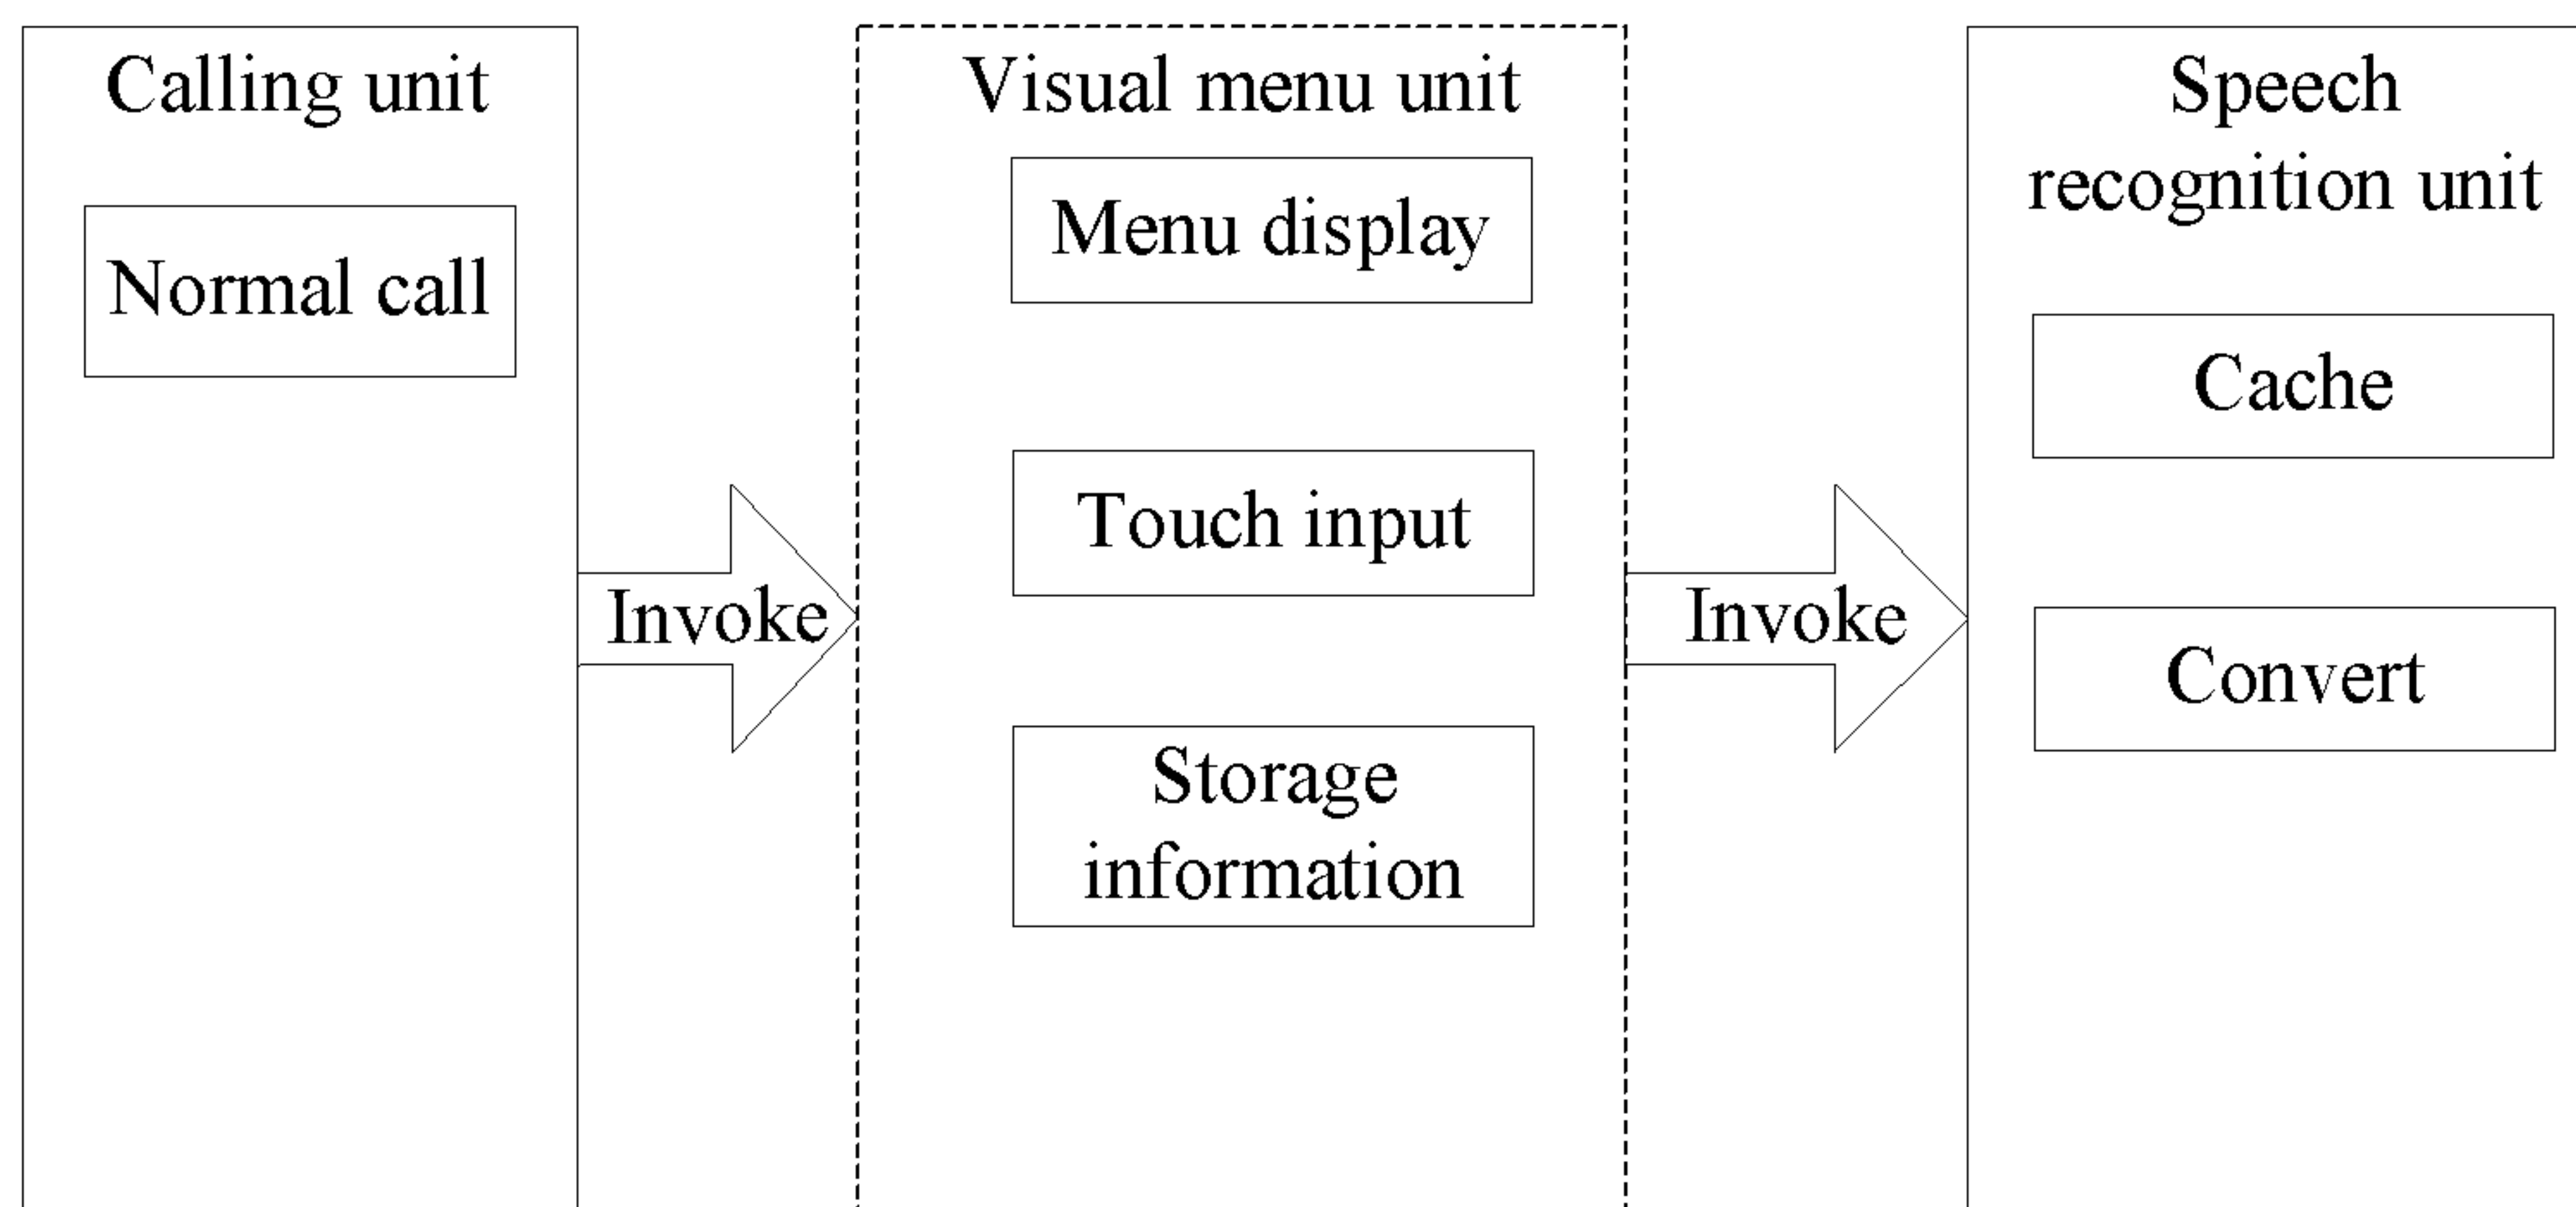 Calling unit
Normal call
Invoke
Visual menu unit
Menu display
Touch input
Storage
information
Invoke
Speech
recognition unit
Cache
Convert